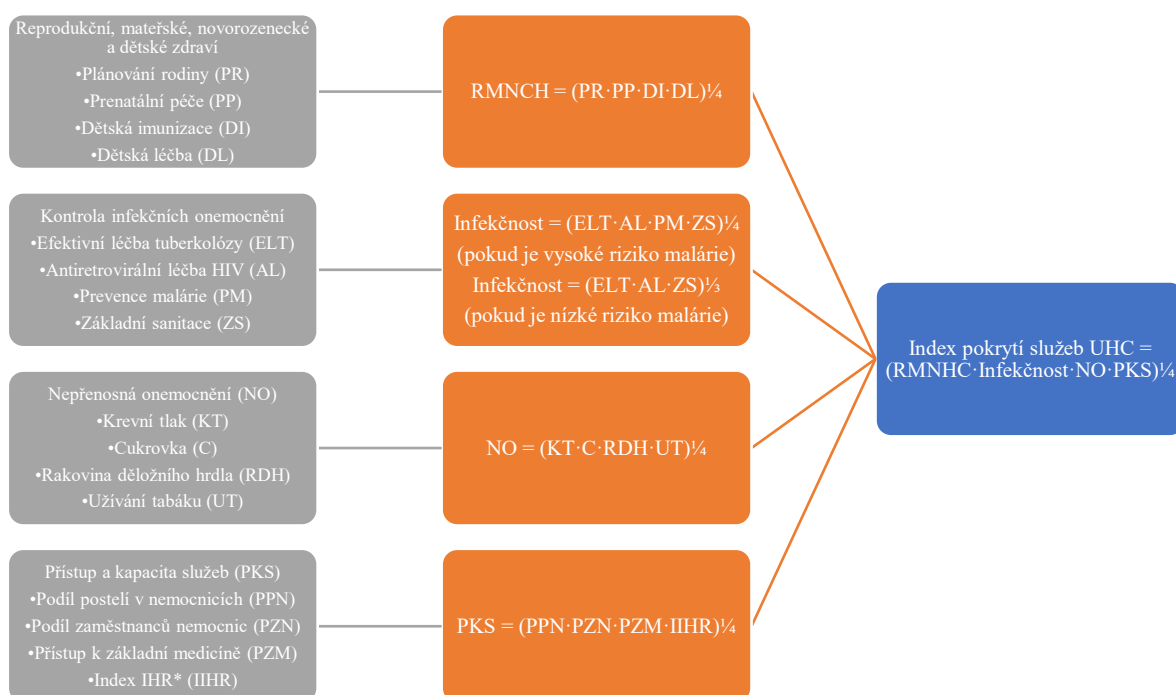 Reprodukční, mateřské, novorozenecké
a dětské zdraví
•Plánování rodiny (PR)
•Prenatální péče (PP)
•Dětská imunizace (DI)
•Dětská léčba (DL)
RMNCH = (PR·PP·DI·DL)¼
Kontrola infekčních onemocnění
•Efektivní léčba tuberkolózy (ELT)
•Antiretrovirální léčba HIV (AL)
•Prevence malárie (PM)
•Základní sanitace (ZS)
Infekčnost = (ELT·AL·PM·ZS)¼
(pokud je vysoké riziko malárie)
Infekčnost = (ELT·AL·ZS)⅓
(pokud je nízké riziko malárie)
Nepřenosná onemocnění (NO)
•Krevní tlak (KT)
•Cukrovka (C)
•Rakovina děložního hrdla (RDH)
•Užívání tabáku (UT)
NO = (KT·C·RDH·UT)¼
Přístup a kapacita služeb (PKS)
•Podíl postelí v nemocnicích (PPN)
•Podíl zaměstnanců nemocnic (PZN)
•Přístup k základní medicíně (PZM)
•Index IHR* (IIHR)
PKS = (PPN·PZN·PZM·IIHR)¼
Index pokrytí služeb UHC =
(RMNHC·Infekčnost·NO·PKS)¼